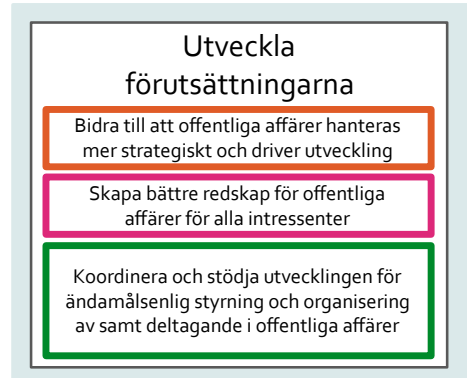 Utveckla
förutsättningarna
Bidra till att offentliga affärer hanteras
mer strategiskt och driver utveckling
Skapa bättre redskap för offentliga
affärer för alla intressenter
Koordinera och stödja utvecklingen för
ändamålsenlig styrning och organisering
av samt deltagande i offentliga affärer